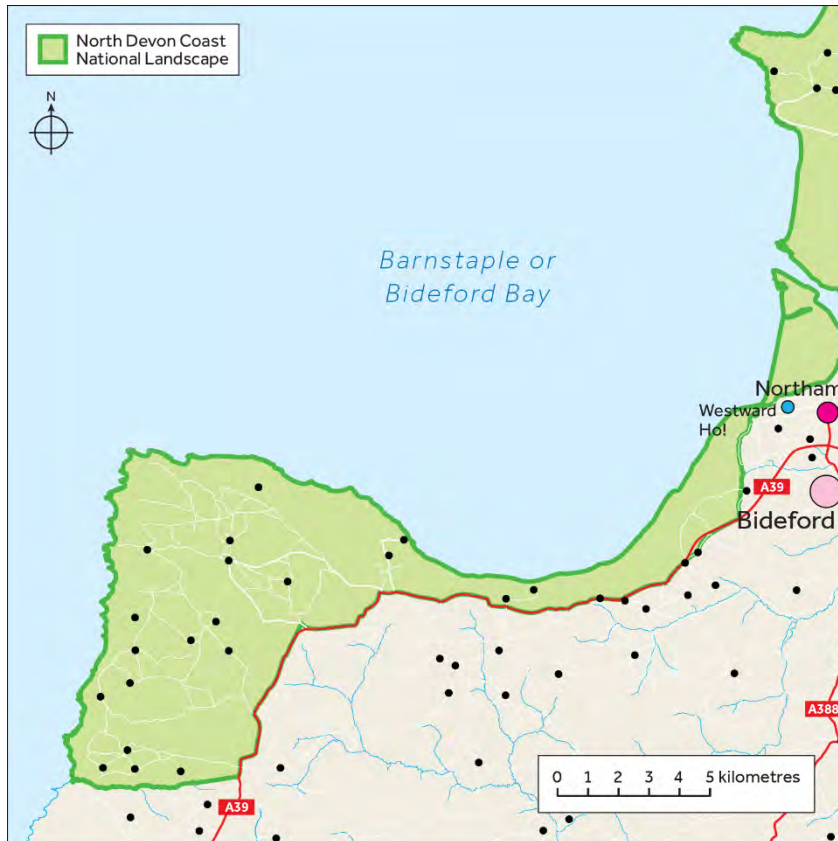 North Devon Coast
National Landscape
N
Barnstaple or
Bideford Bay
Northam
Westward
Ho!
A39
Bideford
A388
0 1 2 3 4 5 kilometres
A39